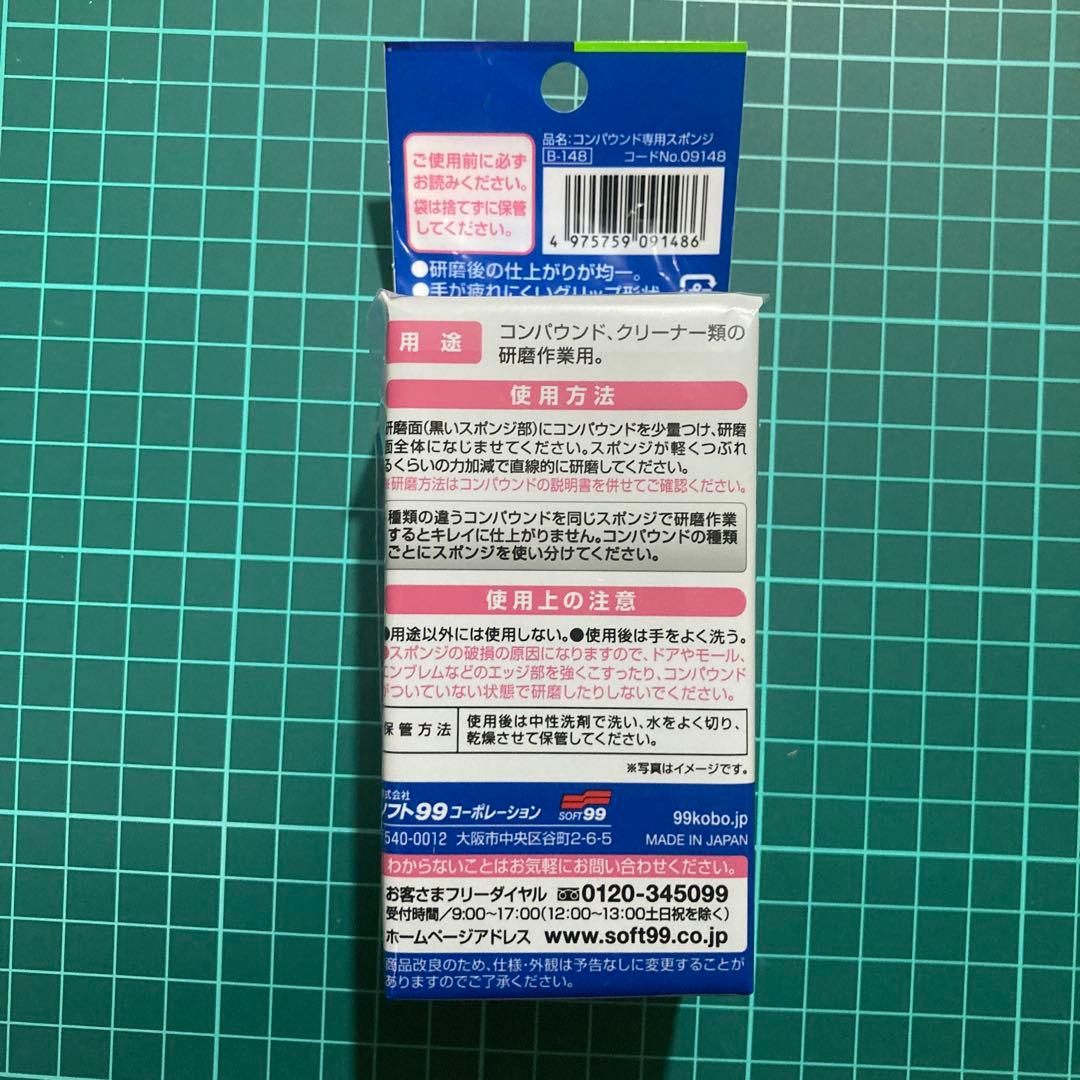 ご使用前に必ず
お読みください。
袋は捨てずに保管
してください。
品名:コンパウンド専用スポンジ
B-148 コードNo.09148
4 975759 091486
●研磨後の仕上がりが均一。
●手が疲れにくいグリップ形状
用途
コンパウンド、クリーナー類の
研磨作業用。
使用方法
研磨面(黒いスポンジ部)にコンパウンドを少量つけ、研磨
面全体になじませてください。スポンジが軽くつぶれ
るくらいの力加減で直線的に研磨してください。
※研磨方法はコンパウンドの説明書を併せてご確認ください。
種類の違うコンパウンドを同じスポンジで研磨作業
するとキレイに仕上がりません。コンパウンドの種類
ごとにスポンジを使い分けてください。
使用上の注意
●用途以外には使用しない。●使用後は手をよく洗う。
●スポンジの破損の原因になりますので、ドアやモール、
エンブレムなどのエッジ部を強くこすったり、コンパウンド
がついていない状態で研磨したりしないでください。
保管方法
使用後は中性洗剤で洗い、水をよく切り、
乾燥させて保管してください。
※写真はイメージです。
株式会社
ソフト99コーポレーション SOFT99 99kobo.jp
540-0012 大阪市中央区谷町2-6-5 MADE IN JAPAN
わからないことはお気軽にお問い合わせください。
お客さまフリーダイヤル 0120-345099
受付時間/9:00~17:00(12:00~13:00土日祝を除く)
ホームページアドレス www.soft99.co.jp
商品改良のため、仕様・外観は予告なしに変更することが
ありますのでご了承ください。